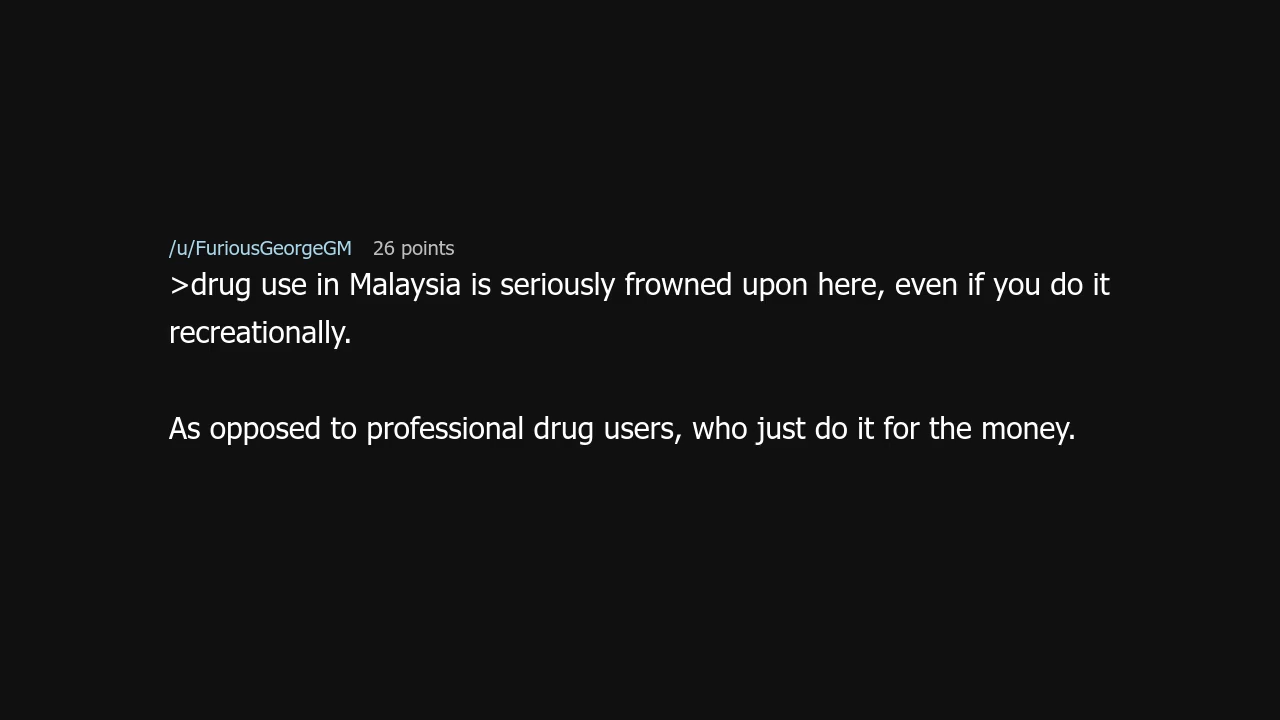 /u/FuriousGeorgeGM 26 points
>drug use in Malaysia is seriously frowned upon here, even if you do it
recreationally.
As opposed to professional drug users, who just do it for the money.